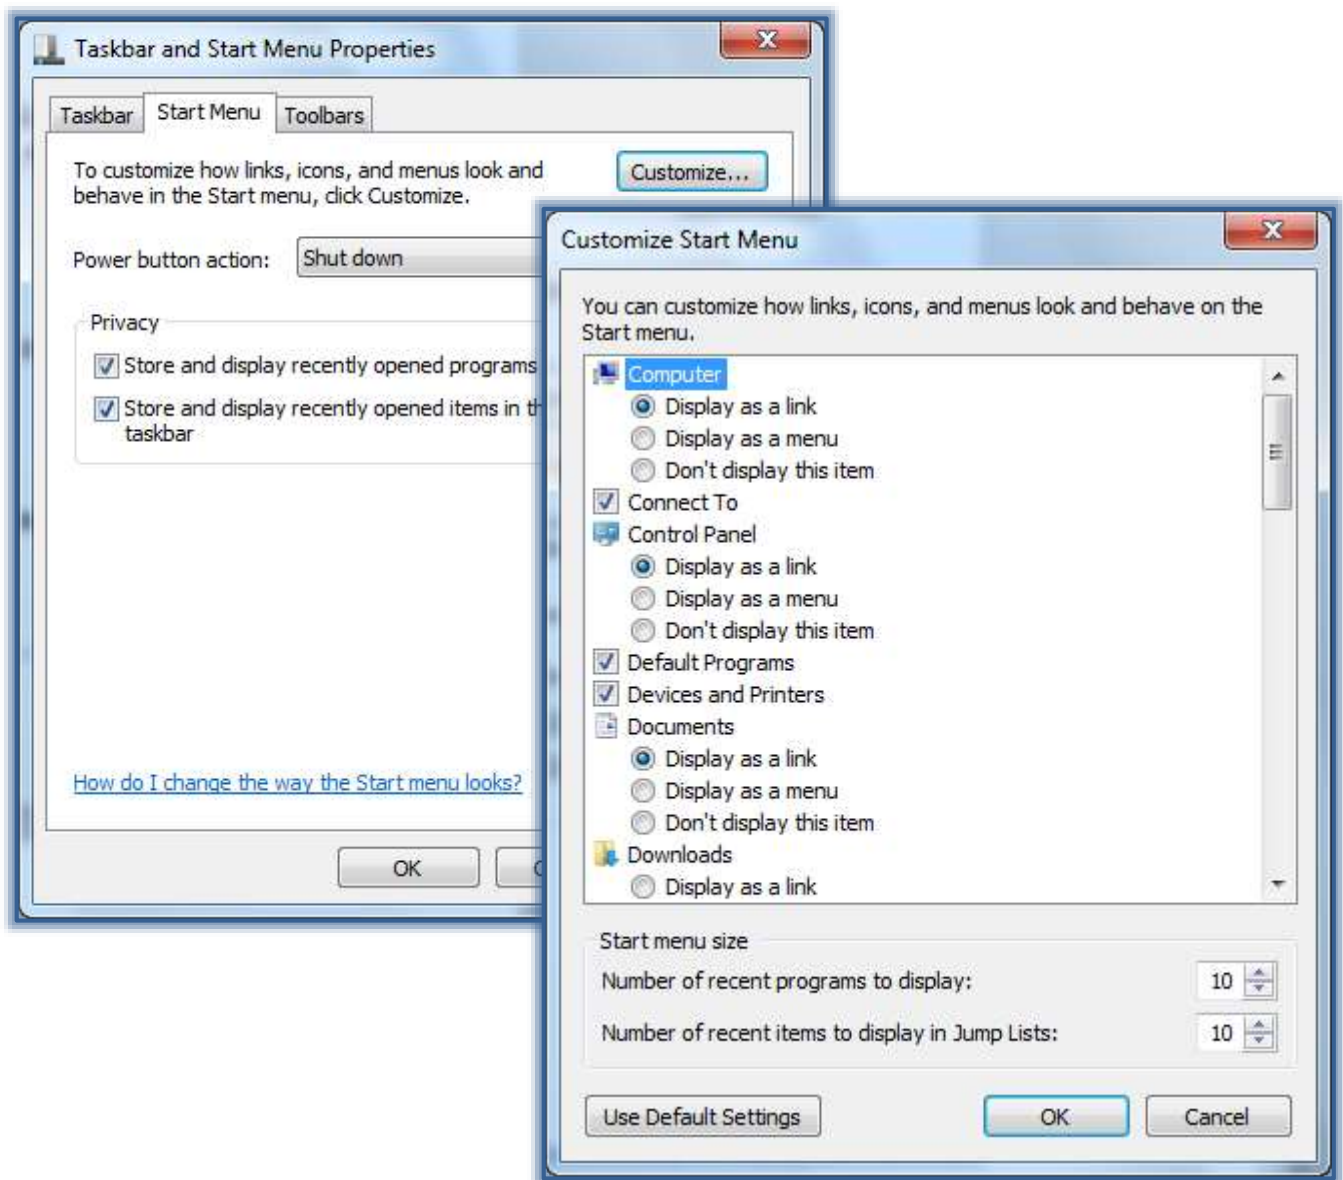 Taskbar and Start Menu Properties
Taskbar
Start Menu
Toolbars
To customize how links, icons, and menus look and
behave in the Start menu, click Customize.
Customize...
Power button action:
Shut down
Privacy
Store and display recently opened programs
Store and display recently opened items in
taskbar
How do I change the way the Start menu looks?
OK
Customize Start Menu
You can customize how links, icons, and menus look and behave on the
Start menu.
Computer
Display as a link
Display as a menu
Don't display this item
Connect To
Control Panel
Display as a link
Display as a menu
Don't display this item
Default Programs
Devices and Printers
Documents
Display as a link
Display as a menu
Don't display this item
Downloads
Display as a link
Start menu size
Number of recent programs to display:
10
Number of recent items to display in Jump Lists:
10
Use Default Settings
OK
Cancel